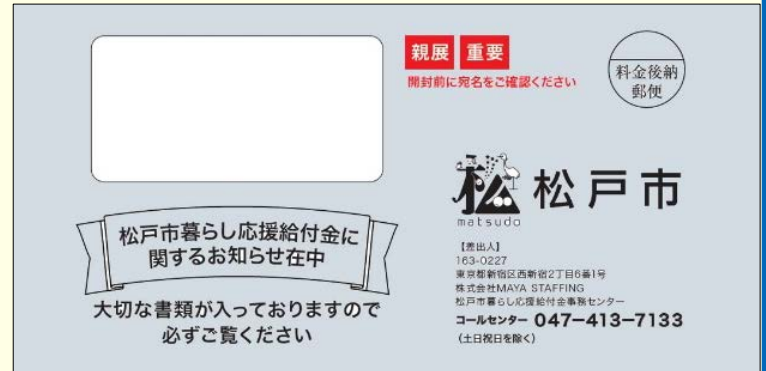 親展 重要
開封前に宛名をご確認ください
料金後納
郵便
松戸市
matsudo
松戸市暮らし応援給付金に
関するお知らせ在中
大切な書類が入っておりますので
必ずご覧ください
【差出人】
163-0227
東京都新宿区西新宿2丁目6番1号
株式会社MAYA STAFFING
松戸市暮らし応援給付金事務センター
コールセンター 047-413-7133
(土日祝日を除く)